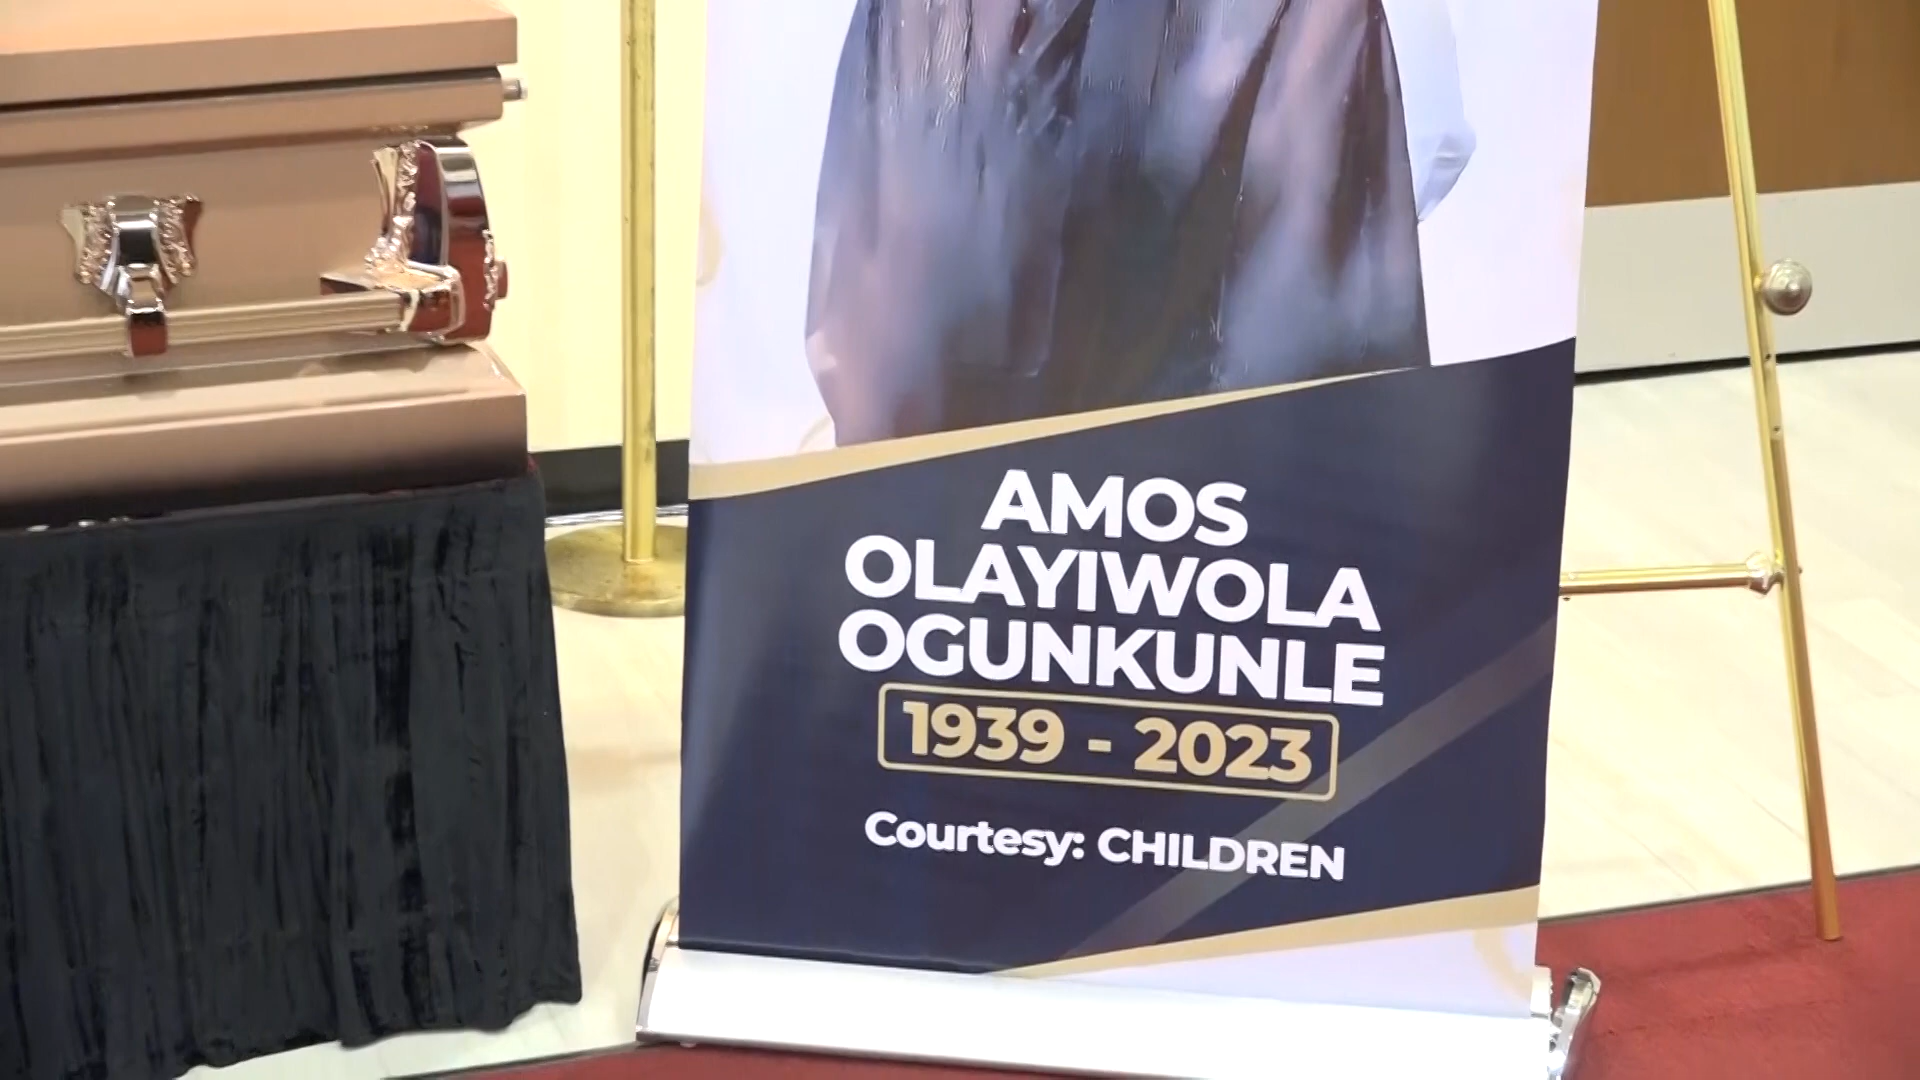 AMOS
OLAYIWOLA
OGUNKUNLE
1939 - 2023
Courtesy: CHILDREN